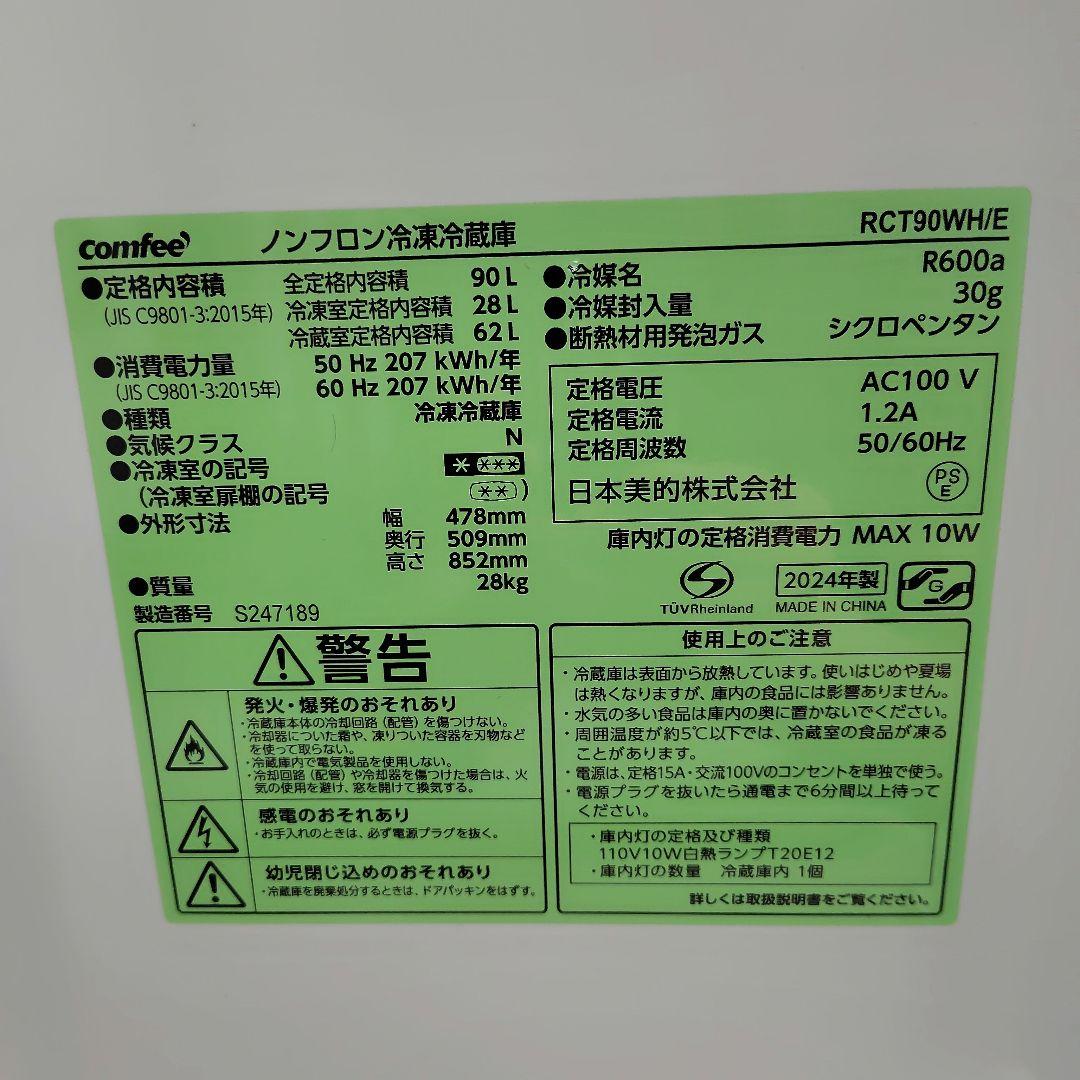 comfee' ノンフロン冷凍冷蔵庫 RCT90WH/E
●定格内容積 全定格内容積 90L
(JIS C9801-3:2015年) 冷凍室定格内容積 28L
冷蔵室定格内容積 62L
●消費電力量 50 Hz 207 kWh/年
(JIS C9801-3:2015年) 60 Hz 207 kWh/年
●種類 冷凍冷蔵庫
●気候クラス N
●冷凍室の記号 * ***
(冷凍室扉棚の記号 **)
●外形寸法 幅 478mm
奥行 509mm
高さ 852mm
●質量 28kg
製造番号 S247189
●冷媒名 R600a
●冷媒封入量 30g
●断熱材用発泡ガス シクロペンタン
定格電圧 AC100 V
定格電流 1.2A
定格周波数 50/60Hz
日本美的株式会社 PSE
庫内灯の定格消費電力 MAX 10W
TÜVRheinland
2024年製
MADE IN CHINA
G
警告
発火・爆発のおそれあり
・冷蔵庫本体の冷却回路(配管)を傷つけない。
・冷却器についた霜や、凍りついた容器を刃物など
を使って取らない。
・冷蔵庫内で電気製品を使用しない。
・冷却回路(配管)や冷却器を傷つけた場合は、火
気の使用を避け、窓を開けて換気する。
感電のおそれあり
・お手入れのときは、必ず電源プラグを抜く。
幼児閉じ込めのおそれあり
・冷蔵庫を廃棄処分するときは、ドアパッキンをはずす。
使用上のご注意
・冷蔵庫は表面から放熱しています。使いはじめや夏場
は熱くなりますが、庫内の食品には影響ありません。
・水気の多い食品は庫内の奥に置かないでください。
・周囲温度が約5℃以下では、冷蔵室の食品が凍る
ことがあります。
・電源は、定格15A・交流100Vのコンセントを単独で使う。
・電源プラグを抜いたら通電まで6分間以上待って
ください。
・庫内灯の定格及び種類
110V10W白熱ランプT20E12
・庫内灯の数量 冷蔵庫内 1個
詳しくは取扱説明書をご覧ください。